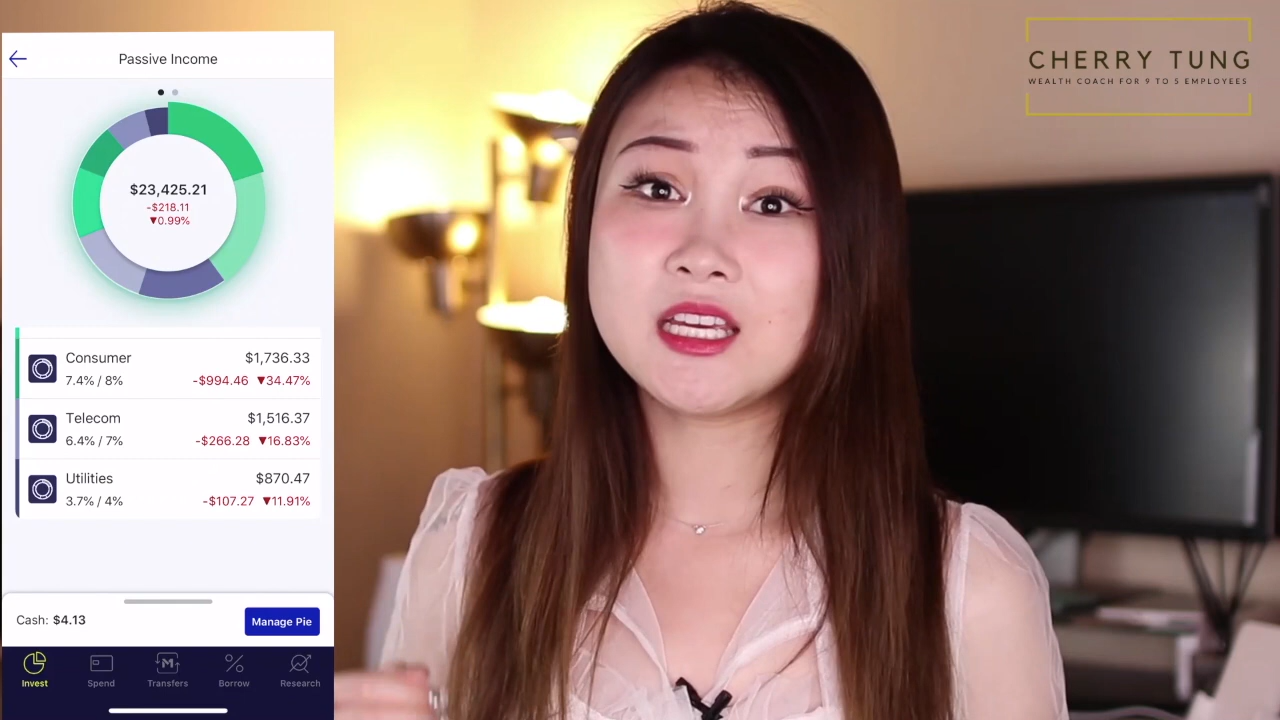 Passive Income
$23,425.21
-$218.11
▼0.99%
Consumer
$1,736.33
7.4% / 8%
-$994.46 ▼34.47%
Telecom
$1,516.37
6.4% / 7%
-$266.28 ▼16.83%
Utilities
$870.47
3.7% / 4%
-$107.27 ▼11.91%
Cash: $4.13
Manage Pie
Invest
Spend
M
Transfers
Borrow
Research
CHERRY TUNG
WEALTH COACH FOR 9 TO 5 EMPLOYEES